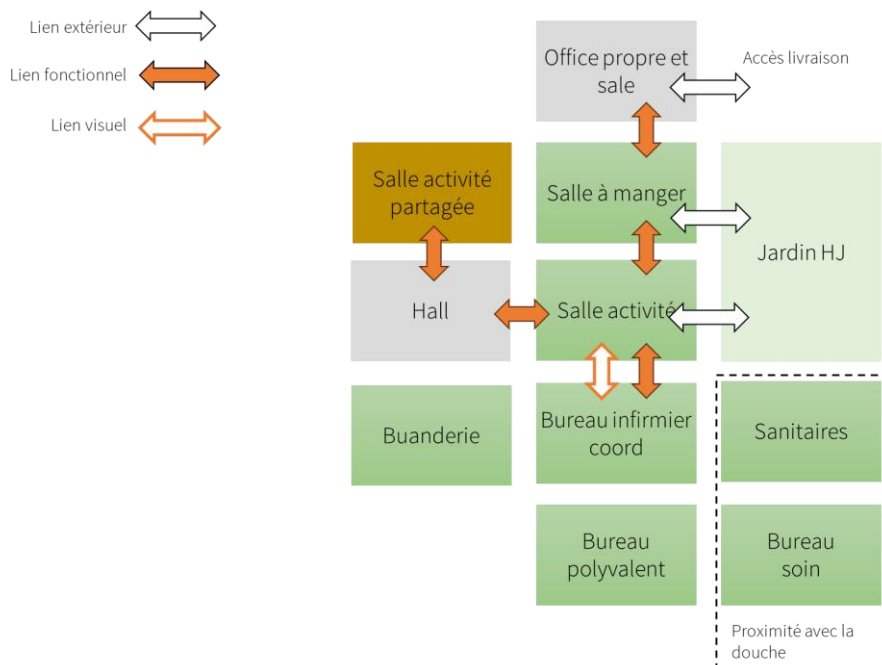 Lien extérieur
Lien fonctionnel
Lien visuel
Office propre et
sale
Accès livraison
Salle activité
partagée
Salle à manger
Jardin HJ
Hall
Salle activité
Buanderie
Bureau infirmier
coord
Sanitaires
Bureau
polyvalent
Bureau
soin
Proximité avec la
douche